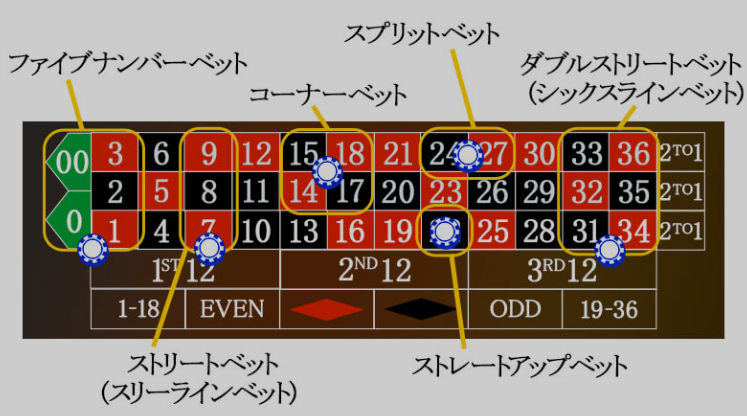 スプリットベット
ファイブナンバーベット
ダブルストリートベット
(シックスラインベット)
コーナーベット
00 3 6 9 12 15 18 21 24 27 30 33 36 2TO1
2 5 8 11 14 17 20 23 26 29 32 35 2TO1
0 1 4 7 10 13 16 19 25 28 31 34 2TO1
1ST 12 2ND 12 3RD 12
1-18 EVEN ODD 19-36
ストリートベット
(スリーラインベット)
ストレートアップベット